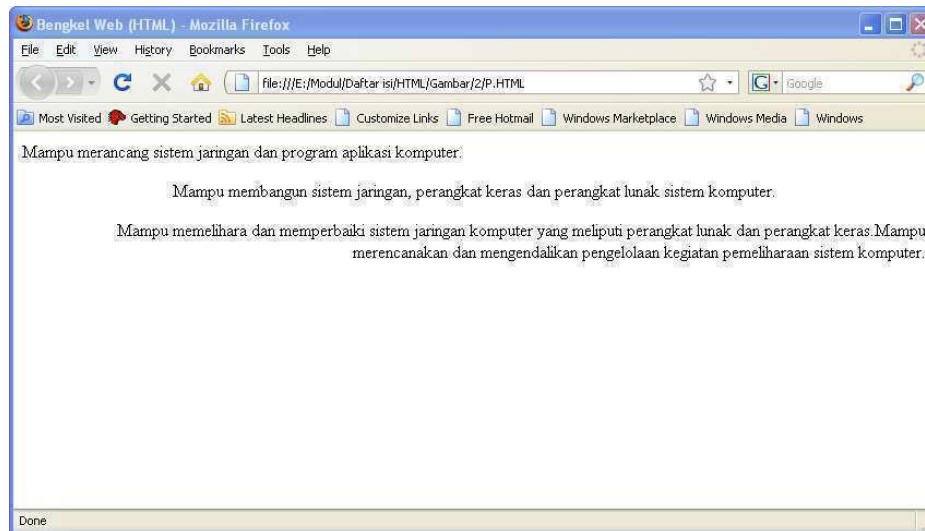 Bengkel Web (HTML) - Mozilla Firefox
File Edit View History Bookmarks Tools Help
file:///E:/Modul/Daftar isi/HTML/Gambar/2/P.HTML G Google
Most Visited Getting Started Latest Headlines Customize Links Free Hotmail Windows Marketplace Windows Media Windows
Mampu merancang sistem jaringan dan program aplikasi komputer.
Mampu membangun sistem jaringan, perangkat keras dan perangkat lunak sistem komputer.
Mampu memelihara dan memperbaiki sistem jaringan komputer yang meliputi perangkat lunak dan perangkat keras.Mampu
merencanakan dan mengendalikan pengelolaan kegiatan pemeliharaan sistem komputer.
Done